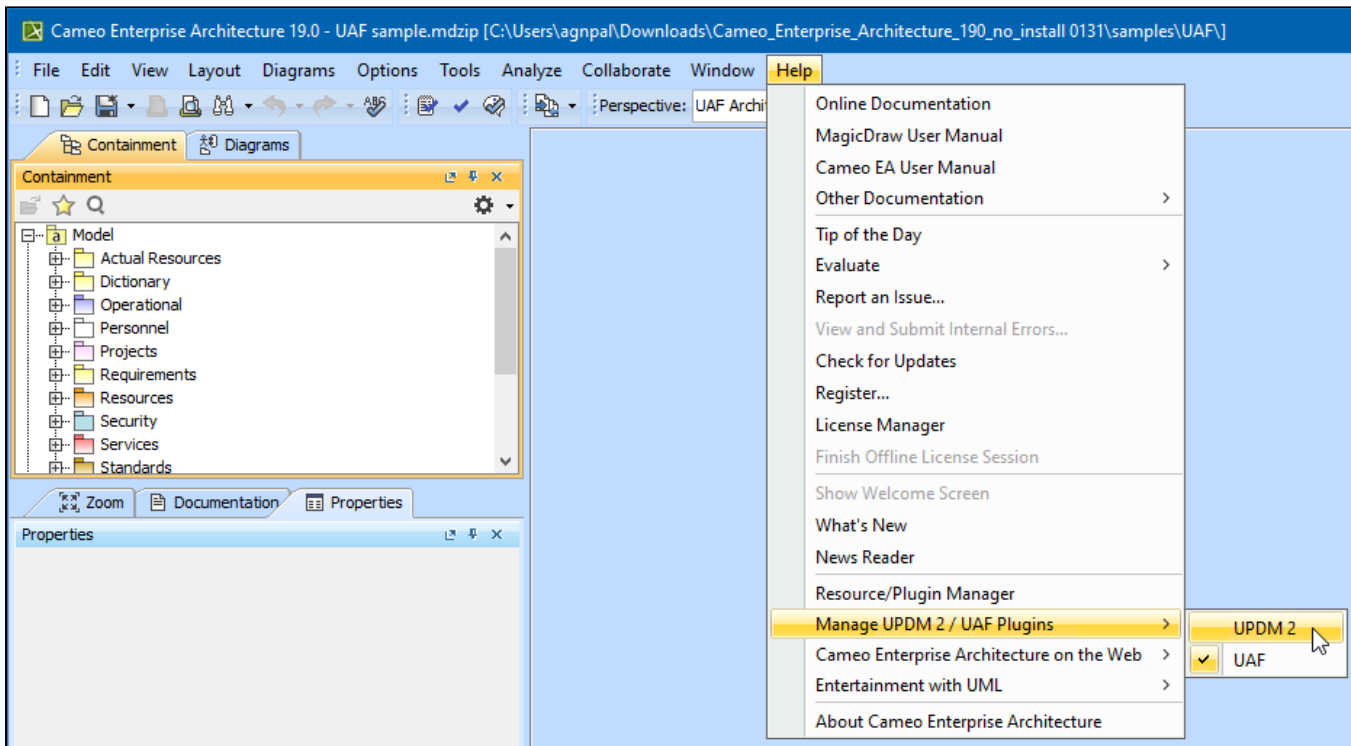 Cameo Enterprise Architecture 19.0 - UAF sample.mdzip [C:\Users\agnpal\Downloads\Cameo_Enterprise_Architecture_190_no_install 0131\samples\UAF\]
File Edit View Layout Diagrams Options Tools Analyze Collaborate Window Help
Perspective: UAF Archi
Containment Diagrams
Containment
Model
Actual Resources
Dictionary
Operational
Personnel
Projects
Requirements
Resources
Security
Services
Standards
Zoom Documentation Properties
Properties
Online Documentation
MagicDraw User Manual
Cameo EA User Manual
Other Documentation
Tip of the Day
Evaluate
Report an Issue...
View and Submit Internal Errors...
Check for Updates
Register...
License Manager
Finish Offline License Session
Show Welcome Screen
What's New
News Reader
Resource/Plugin Manager
Manage UPDM 2 / UAF Plugins
Cameo Enterprise Architecture on the Web
Entertainment with UML
About Cameo Enterprise Architecture
UPDM 2
UAF